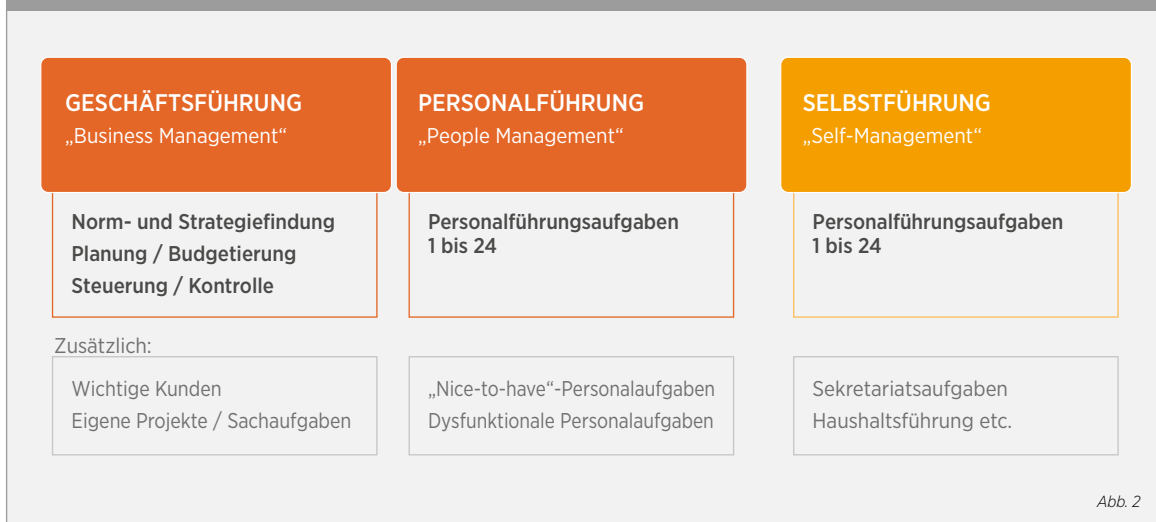 GESCHÄFTSFÜHRUNG
„Business Management“
Norm- und Strategiefindung
Planung / Budgetierung
Steuerung / Kontrolle
PERSONALFÜHRUNG
„People Management“
Personalführungsaufgaben
1 bis 24
SELBSTFÜHRUNG
„Self-Management“
Personalführungsaufgaben
1 bis 24
Zusätzlich:
Wichtige Kunden
Eigene Projekte / Sachaufgaben
„Nice-to-have“-Personalaufgaben
Dysfunktionale Personalaufgaben
Sekretariatsaufgaben
Haushaltsführung etc.
Abb. 2